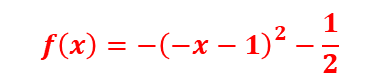 f(x) = −(−x − 1)² − 1/2